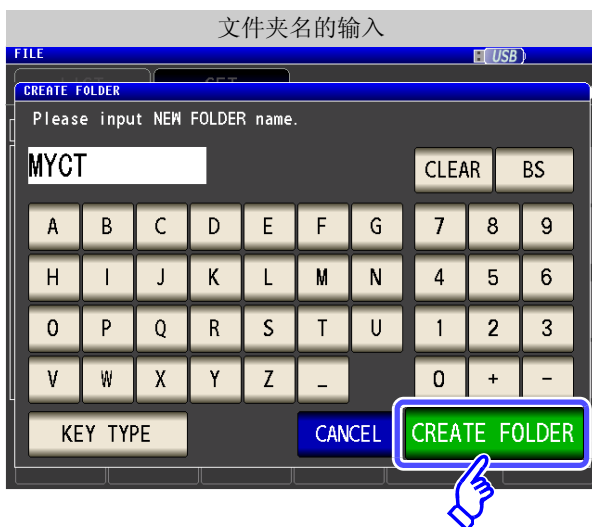 文件夹名的输入
FILE USB
CREATE FOLDER
Please input NEW FOLDER name.
MYCT CLEAR BS
A B C D E F G 7 8 9
H I J K L M N 4 5 6
O P Q R S T U 1 2 3
V W X Y Z _ 0 + -
KEY TYPE CANCEL CREATE FOLDER